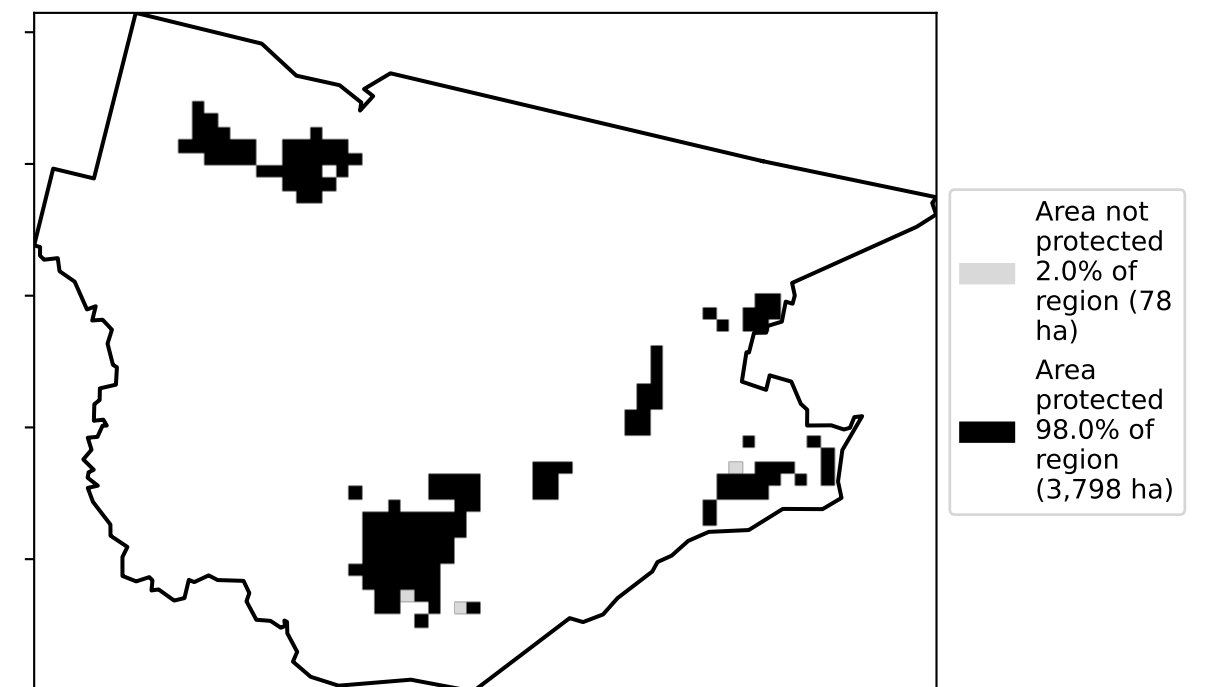 Area not
protected
2.0% of
region (78
ha)
Area
protected
98.0% of
region
(3,798 ha)